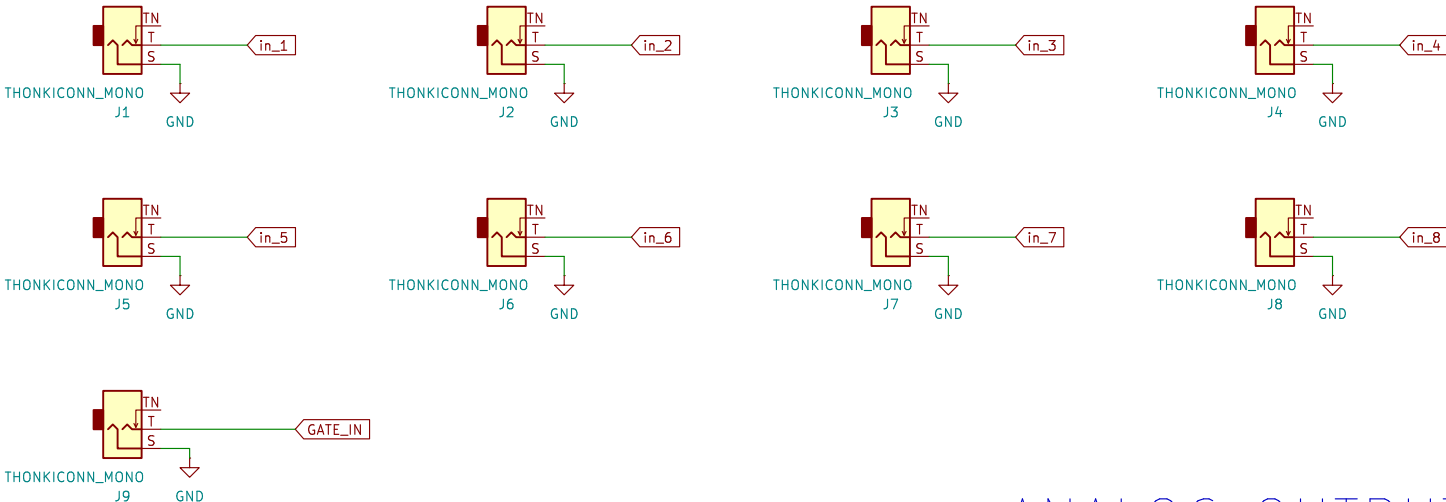 TN TN TN TN
T in_1 T in_2 T in_3 T in_4
S S S S
THONKICONN_MONO THONKICONN_MONO THONKICONN_MONO THONKICONN_MONO
J1 GND J2 GND J3 GND J4 GND
TN TN TN TN
T in_5 T in_6 T in_7 T in_8
S S S S
THONKICONN_MONO THONKICONN_MONO THONKICONN_MONO THONKICONN_MONO
J5 GND J6 GND J7 GND J8 GND
TN
T GATE_IN
S
THONKICONN_MONO
J9 GND